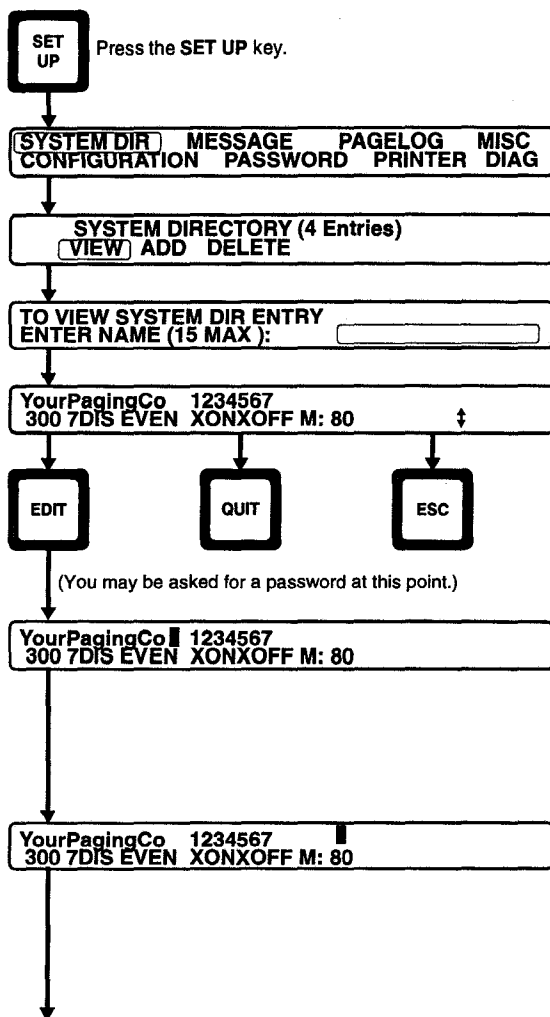 SET
UP
Press the SET UP key.
SYSTEM DIR MESSAGE PAGELOG MISC
CONFIGURATION PASSWORD PRINTER DIAG
SYSTEM DIRECTORY (4 Entries)
VIEW ADD DELETE
TO VIEW SYSTEM DIR ENTRY
ENTER NAME (15 MAX ):
YourPagingCo 1234567
300 7DIS EVEN XONXOFF M: 80
EDIT QUIT ESC
(You may be asked for a password at this point.)
YourPagingCo 1234567
300 7DIS EVEN XONXOFF M: 80
YourPagingCo 1234567
300 7DIS EVEN XONXOFF M: 80